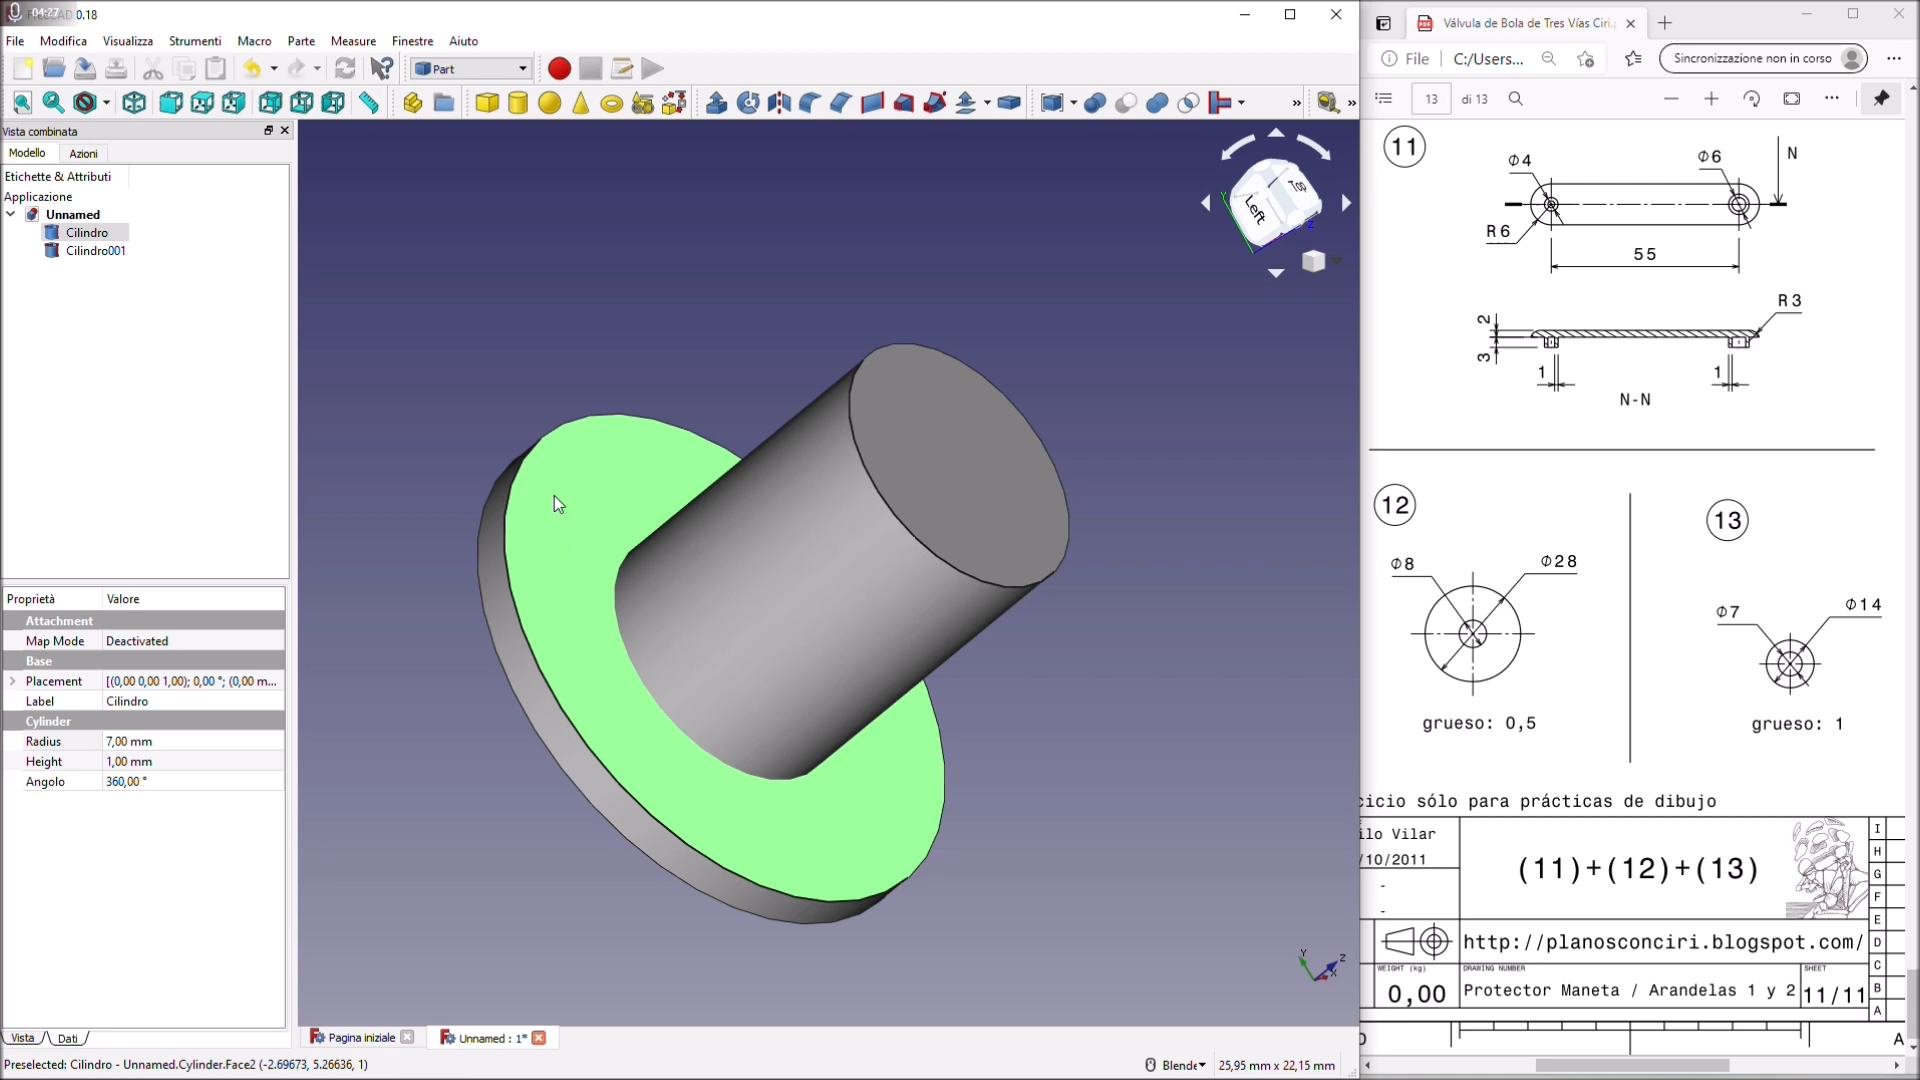 04:27
0.18
File Modifica Visualizza Strumenti Macro Parte Measure Finestre Aiuto
Part
Vista combinata
Modello Azioni
Etichette & Attributi
Applicazione
Unnamed
Cilindro
Cilindro001
Proprietà Valore
Attachment
Map Mode Deactivated
Base
Placement [(0,00 0,00 1,00); 0,00 °; (0,00 m...
Label Cilindro
Cylinder
Radius 7,00 mm
Height 1,00 mm
Angolo 360,00 °
Vista Dati
Left
Top
Y
Z
Y
Z
X
Pagina iniziale
Unnamed : 1*
Preselected: Cilindro - Unnamed.Cylinder.Face2 (-2.69673, 5.26636, 1)
Blende
25,95 mm x 22,15 mm
Válvula de Bola de Tres Vías Ciri.
File C:/Users... Sincronizzazione non in corso
13 di 13
11
Φ4
Φ6
N
R6
55
R3
2
3
1
1
N-N
12
Φ8
Φ28
grueso: 0,5
13
Φ7
Φ14
grueso: 1
cicio sólo para prácticas de dibujo
ilo Vilar
/10/2011
-
-
(11)+(12)+(13)
I
H
G
F
E
D
C
B
A
http://planosconciri.blogspot.com/
WEIGHT (kg)
0,00
DRAWING NUMBER
Protector Maneta / Arandelas 1 y 2
SHEET
11/11
A